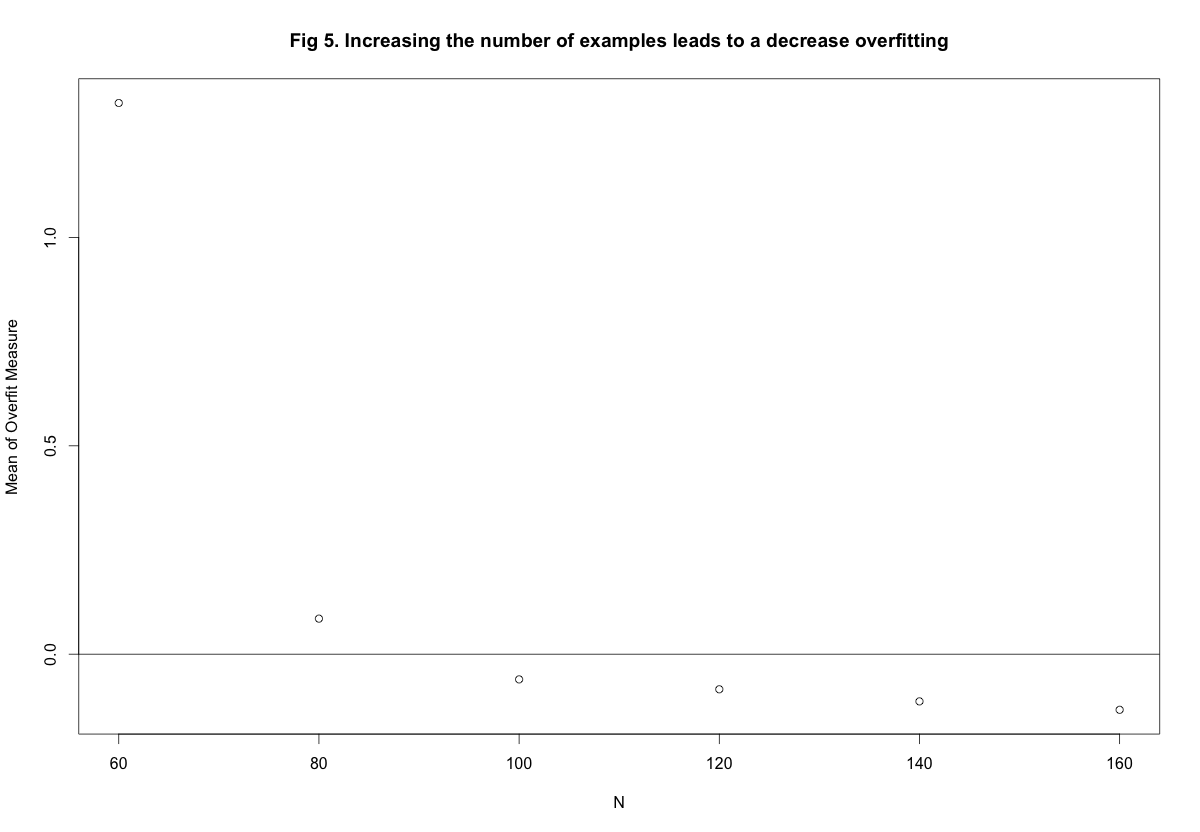 Fig 5. Increasing the number of examples leads to a decrease overfitting
Mean of Overfit Measure
1.0
0.5
0.0
60 80 100 120 140 160
N